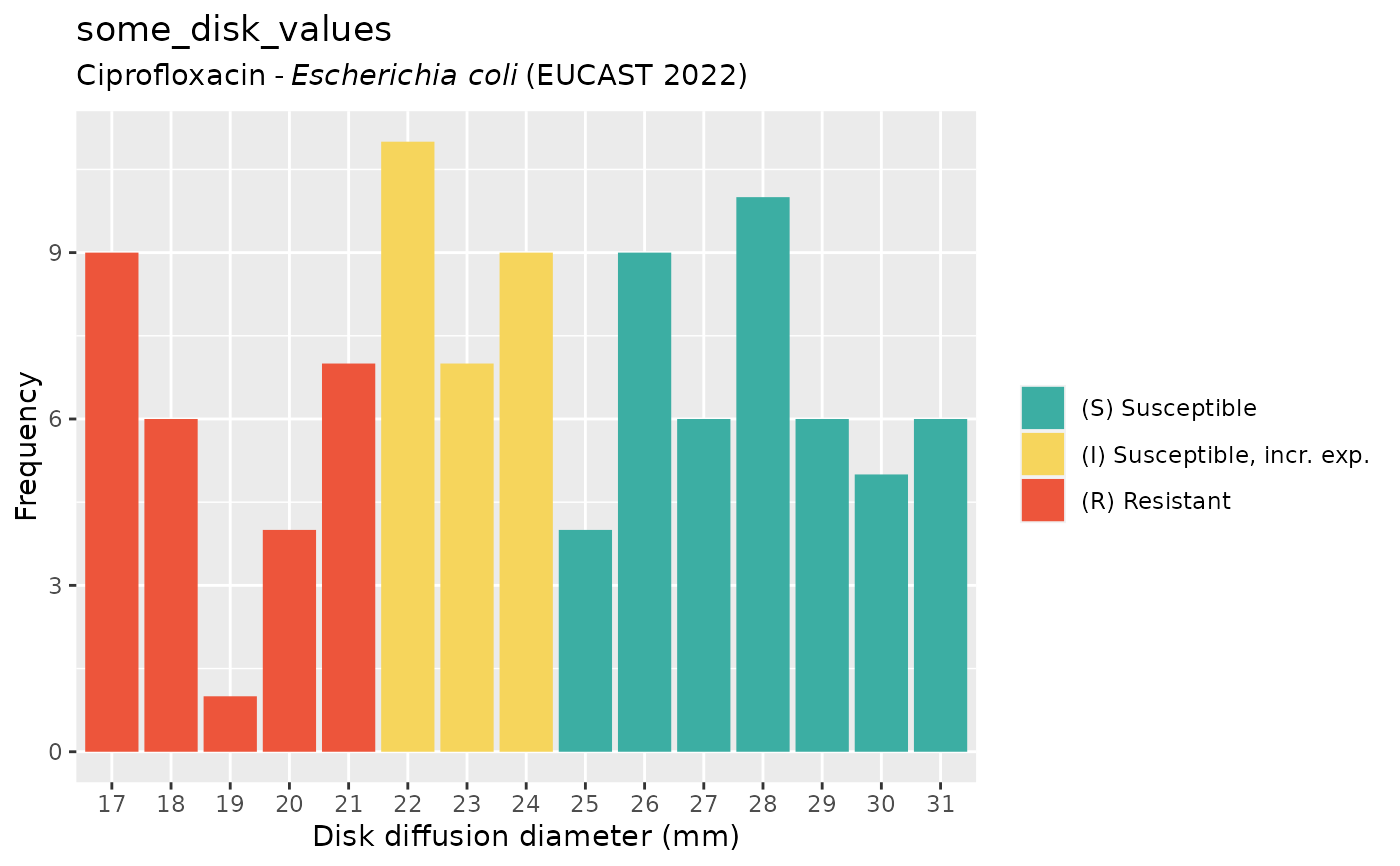 some_disk_values
Ciprofloxacin - Escherichia coli (EUCAST 2022)
Frequency
9
6
3
0
17 18 19 20 21 22 23 24 25 26 27 28 29 30 31
Disk diffusion diameter (mm)
(S) Susceptible
(I) Susceptible, incr. exp.
(R) Resistant